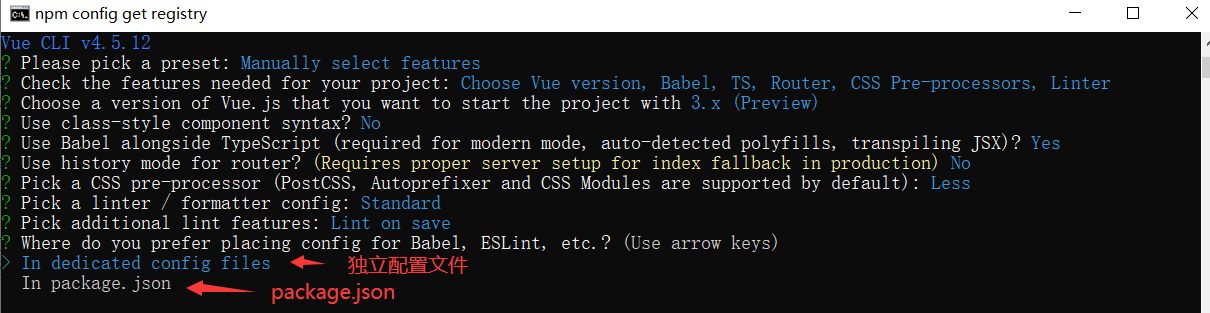 npm config get registry
Vue CLI v4.5.12
? Please pick a preset: Manually select features
? Check the features needed for your project: Choose Vue version, Babel, TS, Router, CSS Pre-processors, Linter
? Choose a version of Vue.js that you want to start the project with 3.x (Preview)
? Use class-style component syntax? No
? Use Babel alongside TypeScript (required for modern mode, auto-detected polyfills, transpiling JSX)? Yes
? Use history mode for router? (Requires proper server setup for index fallback in production) No
? Pick a CSS pre-processor (PostCSS, Autoprefixer and CSS Modules are supported by default): Less
? Pick a linter / formatter config: Standard
? Pick additional lint features: Lint on save
? Where do you prefer placing config for Babel, ESLint, etc.? (Use arrow keys)
> In dedicated config files 独立配置文件
In package.json package.json